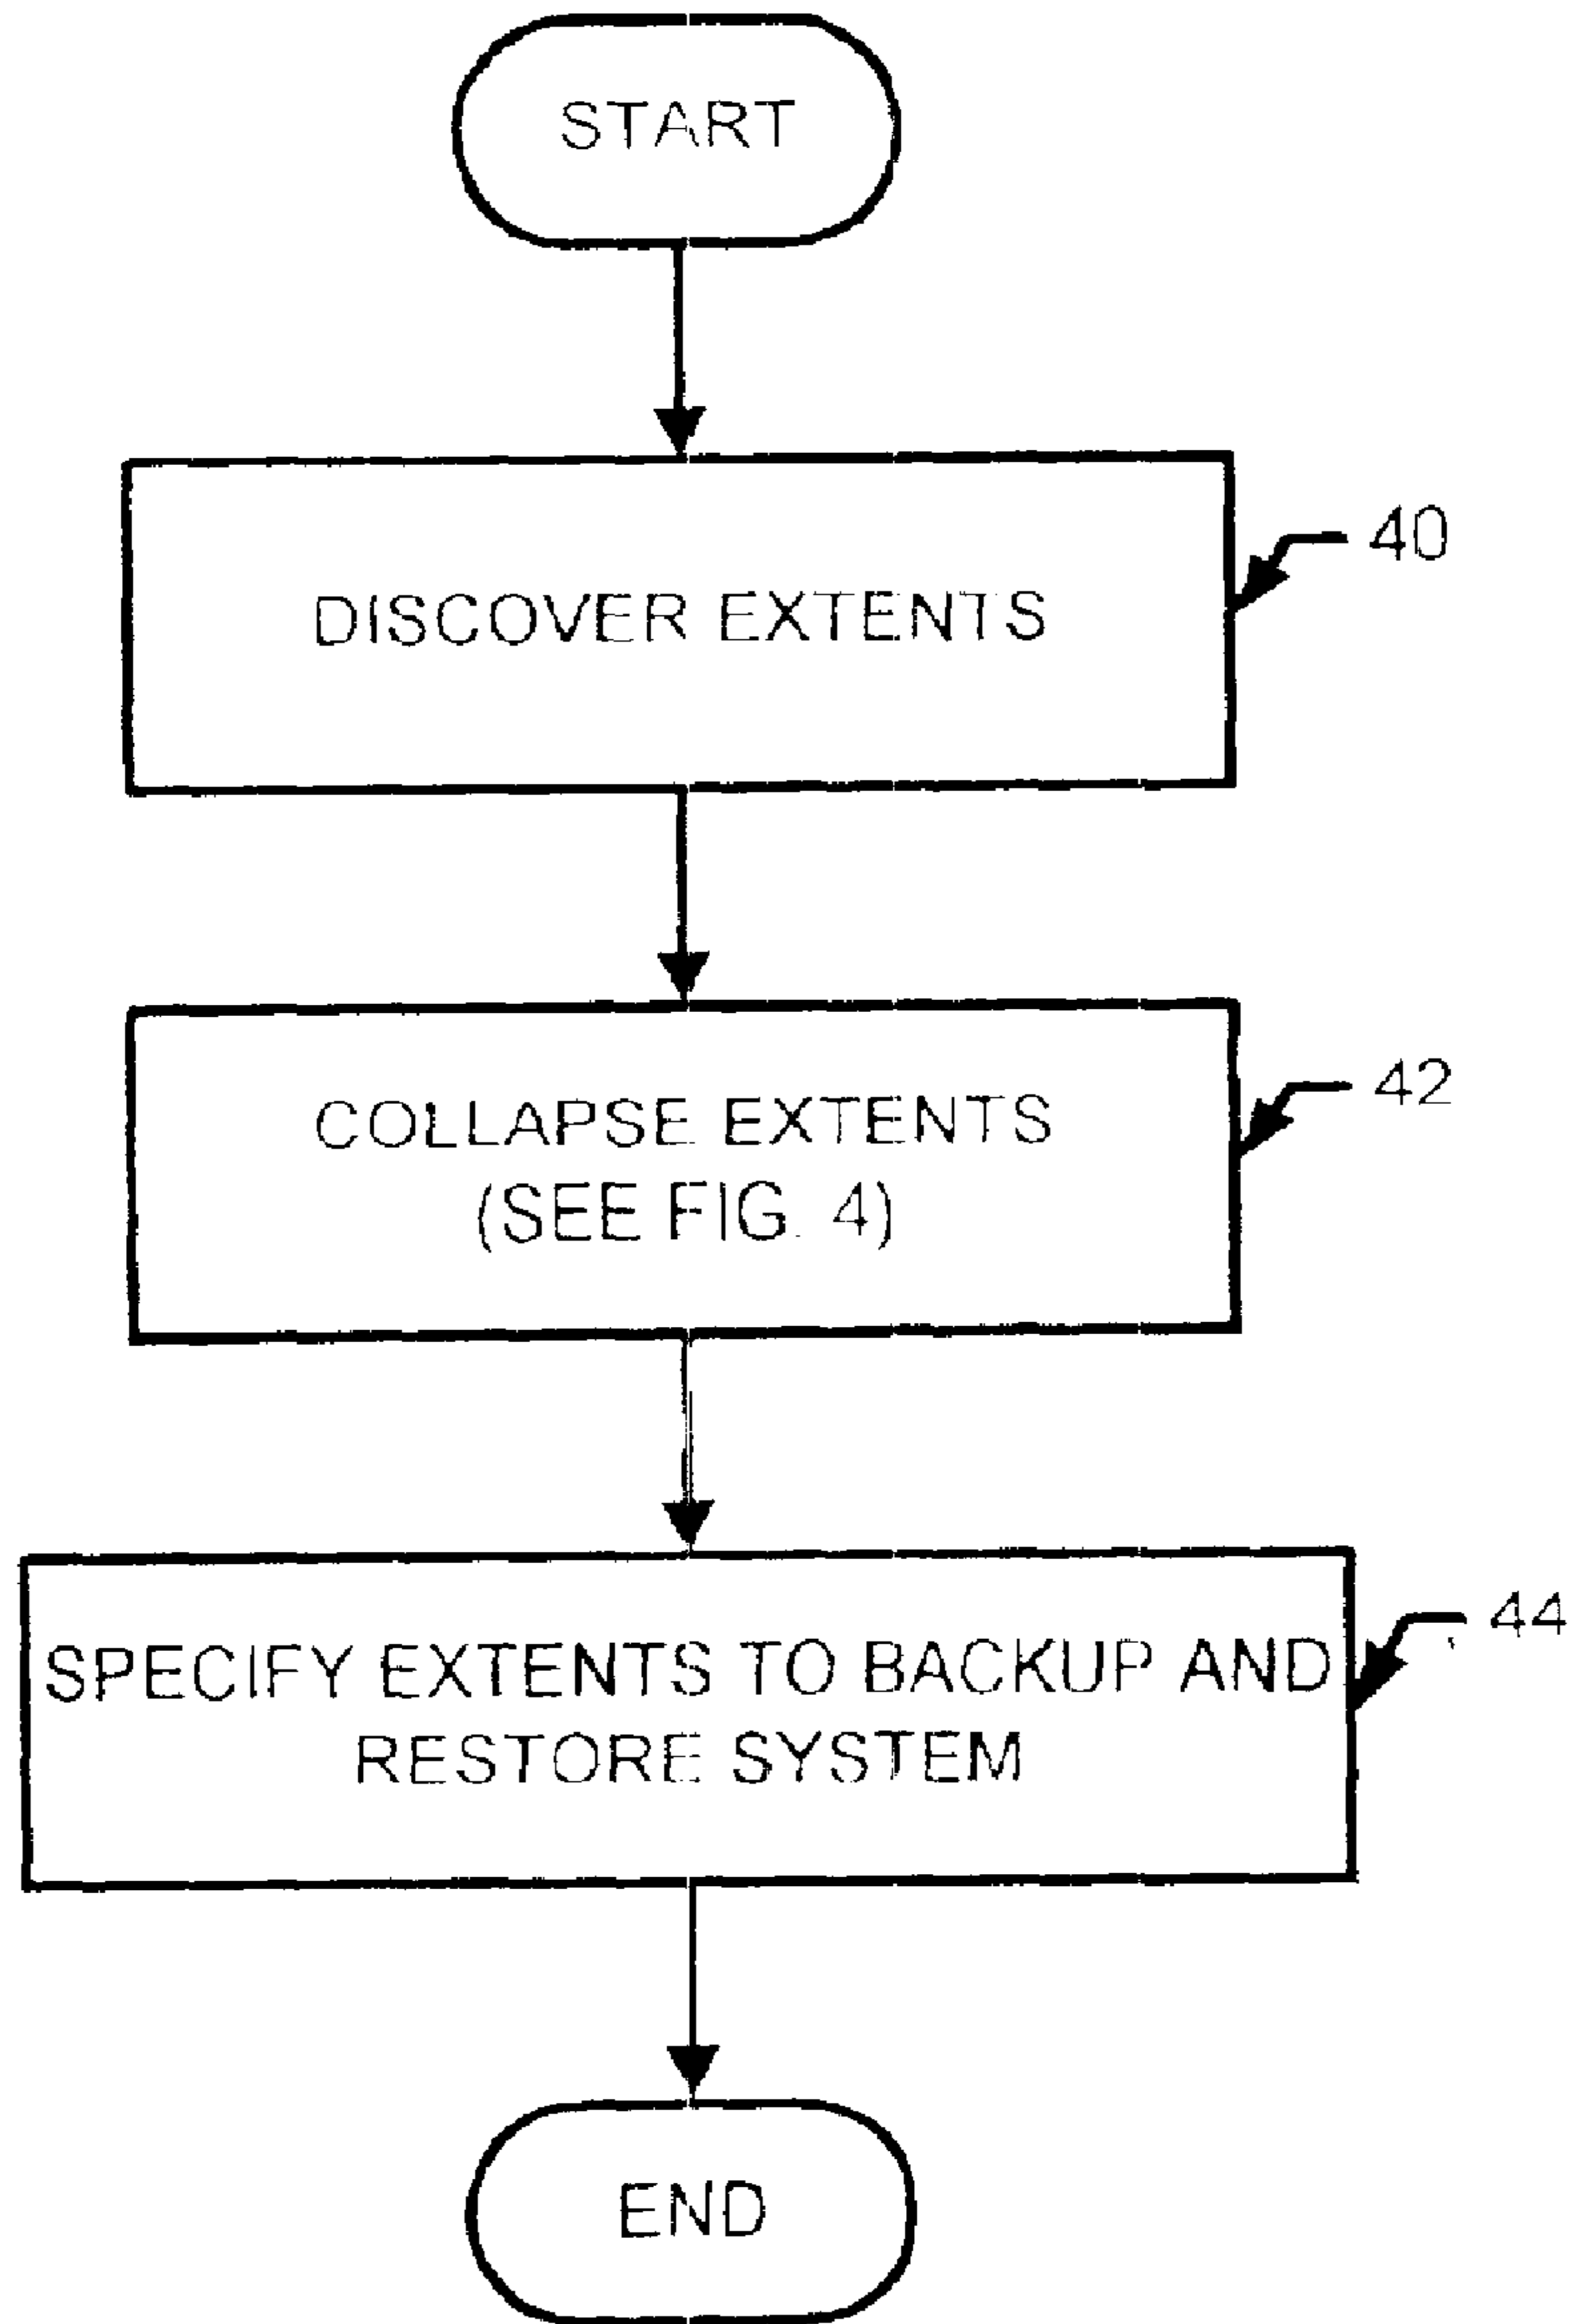 START
DISCOVER EXTENTS
40
COLLAPSE EXTENTS
(SEE FIG. 4)
42
SPECIFY EXTENTS TO BACKUP AND
RESTORE SYSTEM
44
END